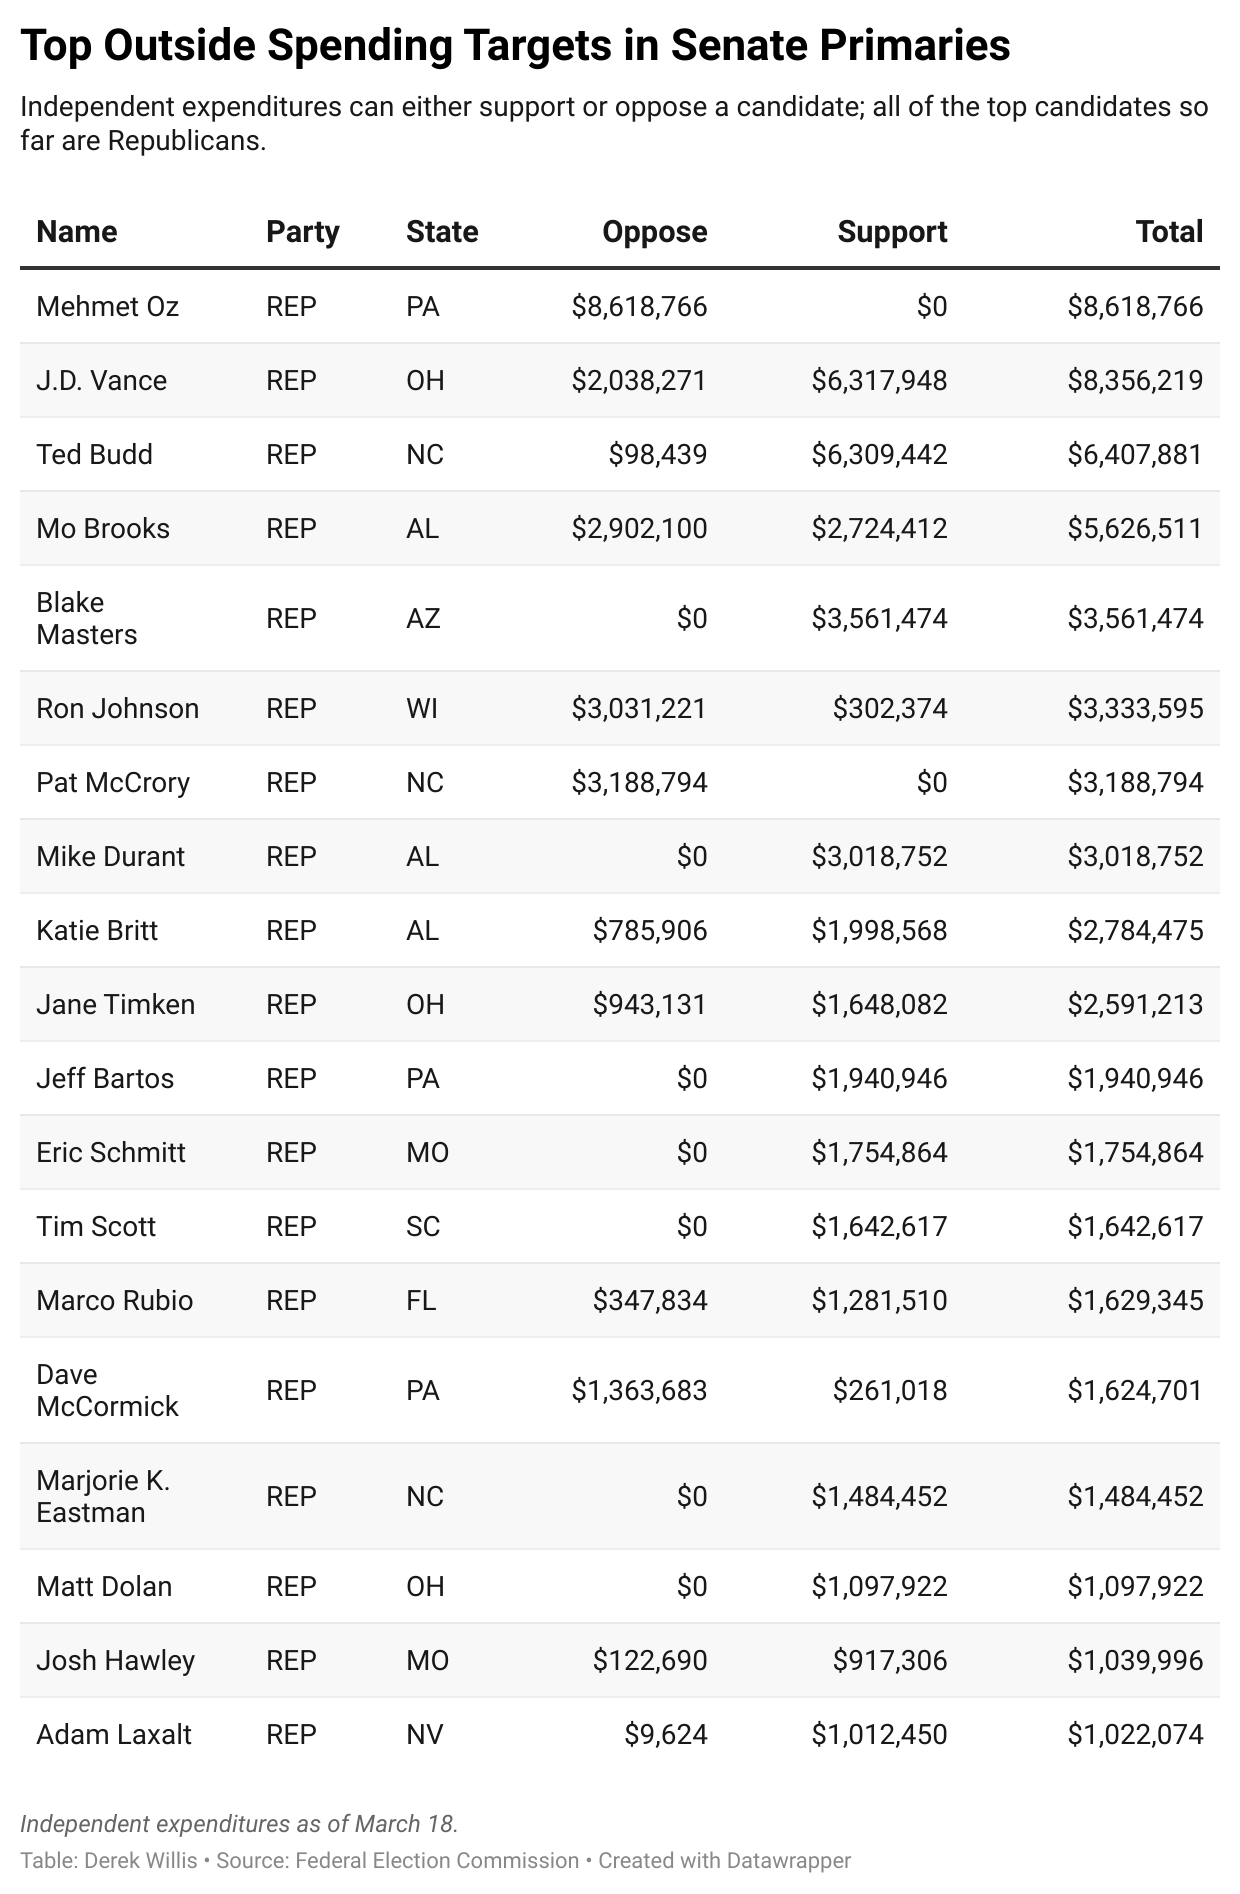 Top Outside Spending Targets in Senate Primaries
Independent expenditures can either support or oppose a candidate; all of the top candidates so
far are Republicans.
Name Party State Oppose Support Total
Mehmet Oz REP PA $8,618,766 $0 $8,618,766
J.D. Vance REP OH $2,038,271 $6,317,948 $8,356,219
Ted Budd REP NC $98,439 $6,309,442 $6,407,881
Mo Brooks REP AL $2,902,100 $2,724,412 $5,626,511
Blake
Masters REP AZ $0 $3,561,474 $3,561,474
Ron Johnson REP WI $3,031,221 $302,374 $3,333,595
Pat McCrory REP NC $3,188,794 $0 $3,188,794
Mike Durant REP AL $0 $3,018,752 $3,018,752
Katie Britt REP AL $785,906 $1,998,568 $2,784,475
Jane Timken REP OH $943,131 $1,648,082 $2,591,213
Jeff Bartos REP PA $0 $1,940,946 $1,940,946
Eric Schmitt REP MO $0 $1,754,864 $1,754,864
Tim Scott REP SC $0 $1,642,617 $1,642,617
Marco Rubio REP FL $347,834 $1,281,510 $1,629,345
Dave
McCormick REP PA $1,363,683 $261,018 $1,624,701
Marjorie K.
Eastman REP NC $0 $1,484,452 $1,484,452
Matt Dolan REP OH $0 $1,097,922 $1,097,922
Josh Hawley REP MO $122,690 $917,306 $1,039,996
Adam Laxalt REP NV $9,624 $1,012,450 $1,022,074
Independent expenditures as of March 18.
Table: Derek Willis • Source: Federal Election Commission • Created with Datawrapper